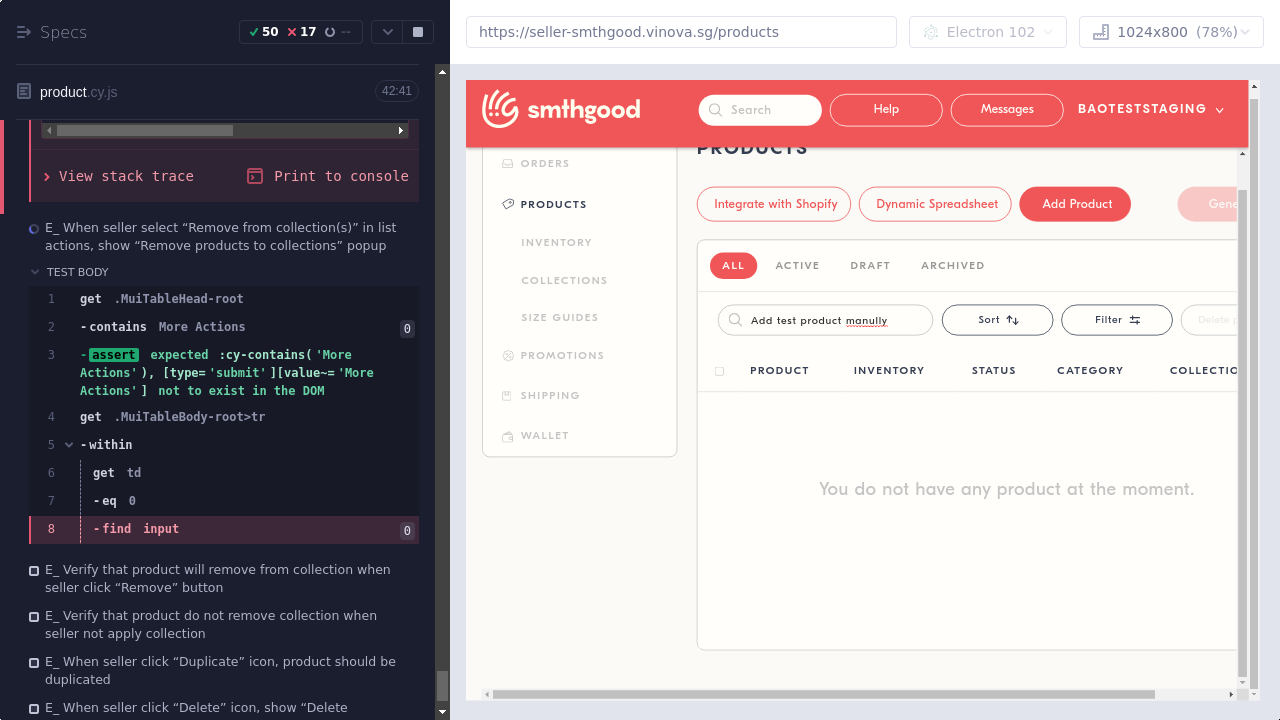 Specs
50
17
--
product.cy.js
42:41
View stack trace
Print to console
E_ When seller select “Remove from collection(s)” in list
actions, show “Remove products to collections” popup
TEST BODY
1 get .MuiTableHead-root
2 -contains More Actions 0
3 -assert expected :cy-contains('More
Actions'), [type='submit'][value~='More
Actions'] not to exist in the DOM
4 get .MuiTableBody-root>tr
5 -within
6 get td
7 -eq 0
8 -find input 0
E_ Verify that product will remove from collection when
seller click “Remove” button
E_ Verify that product do not remove collection when
seller not apply collection
E_ When seller click “Duplicate” icon, product should be
duplicated
E_ When seller click “Delete” icon, show “Delete
https://seller-smthgood.vinova.sg/products
Electron 102
1024x800 (78%)
smthgood
Search
Help
Messages
BAOTESTSTAGING
ORDERS
PRODUCTS
INVENTORY
COLLECTIONS
SIZE GUIDES
PROMOTIONS
SHIPPING
WALLET
PRODUCTS
Integrate with Shopify
Dynamic Spreadsheet
Add Product
Gene
ALL
ACTIVE
DRAFT
ARCHIVED
Add test product manully
Sort
Filter
Delete p
PRODUCT
INVENTORY
STATUS
CATEGORY
COLLECTIO
You do not have any product at the moment.